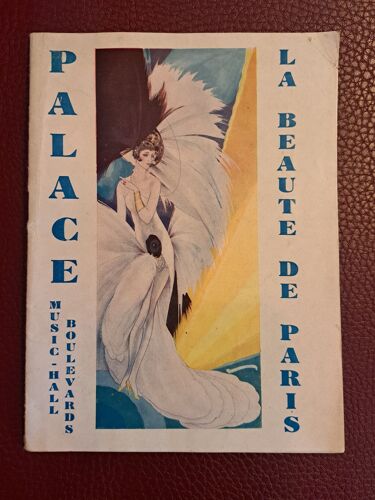 PALACE
MUSIC-HALL
BOULEVARDS
LA BEAUTE DE PARIS